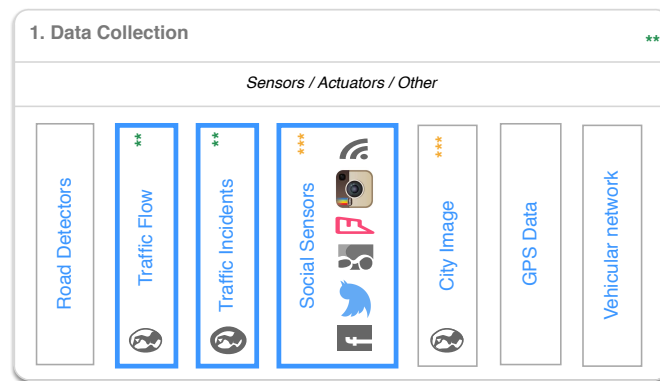 1. Data Collection
**
Sensors / Actuators / Other
Road Detectors
Traffic Flow
**
Traffic Incidents
**
Social Sensors
***
City Image
***
GPS Data
Vehicular network